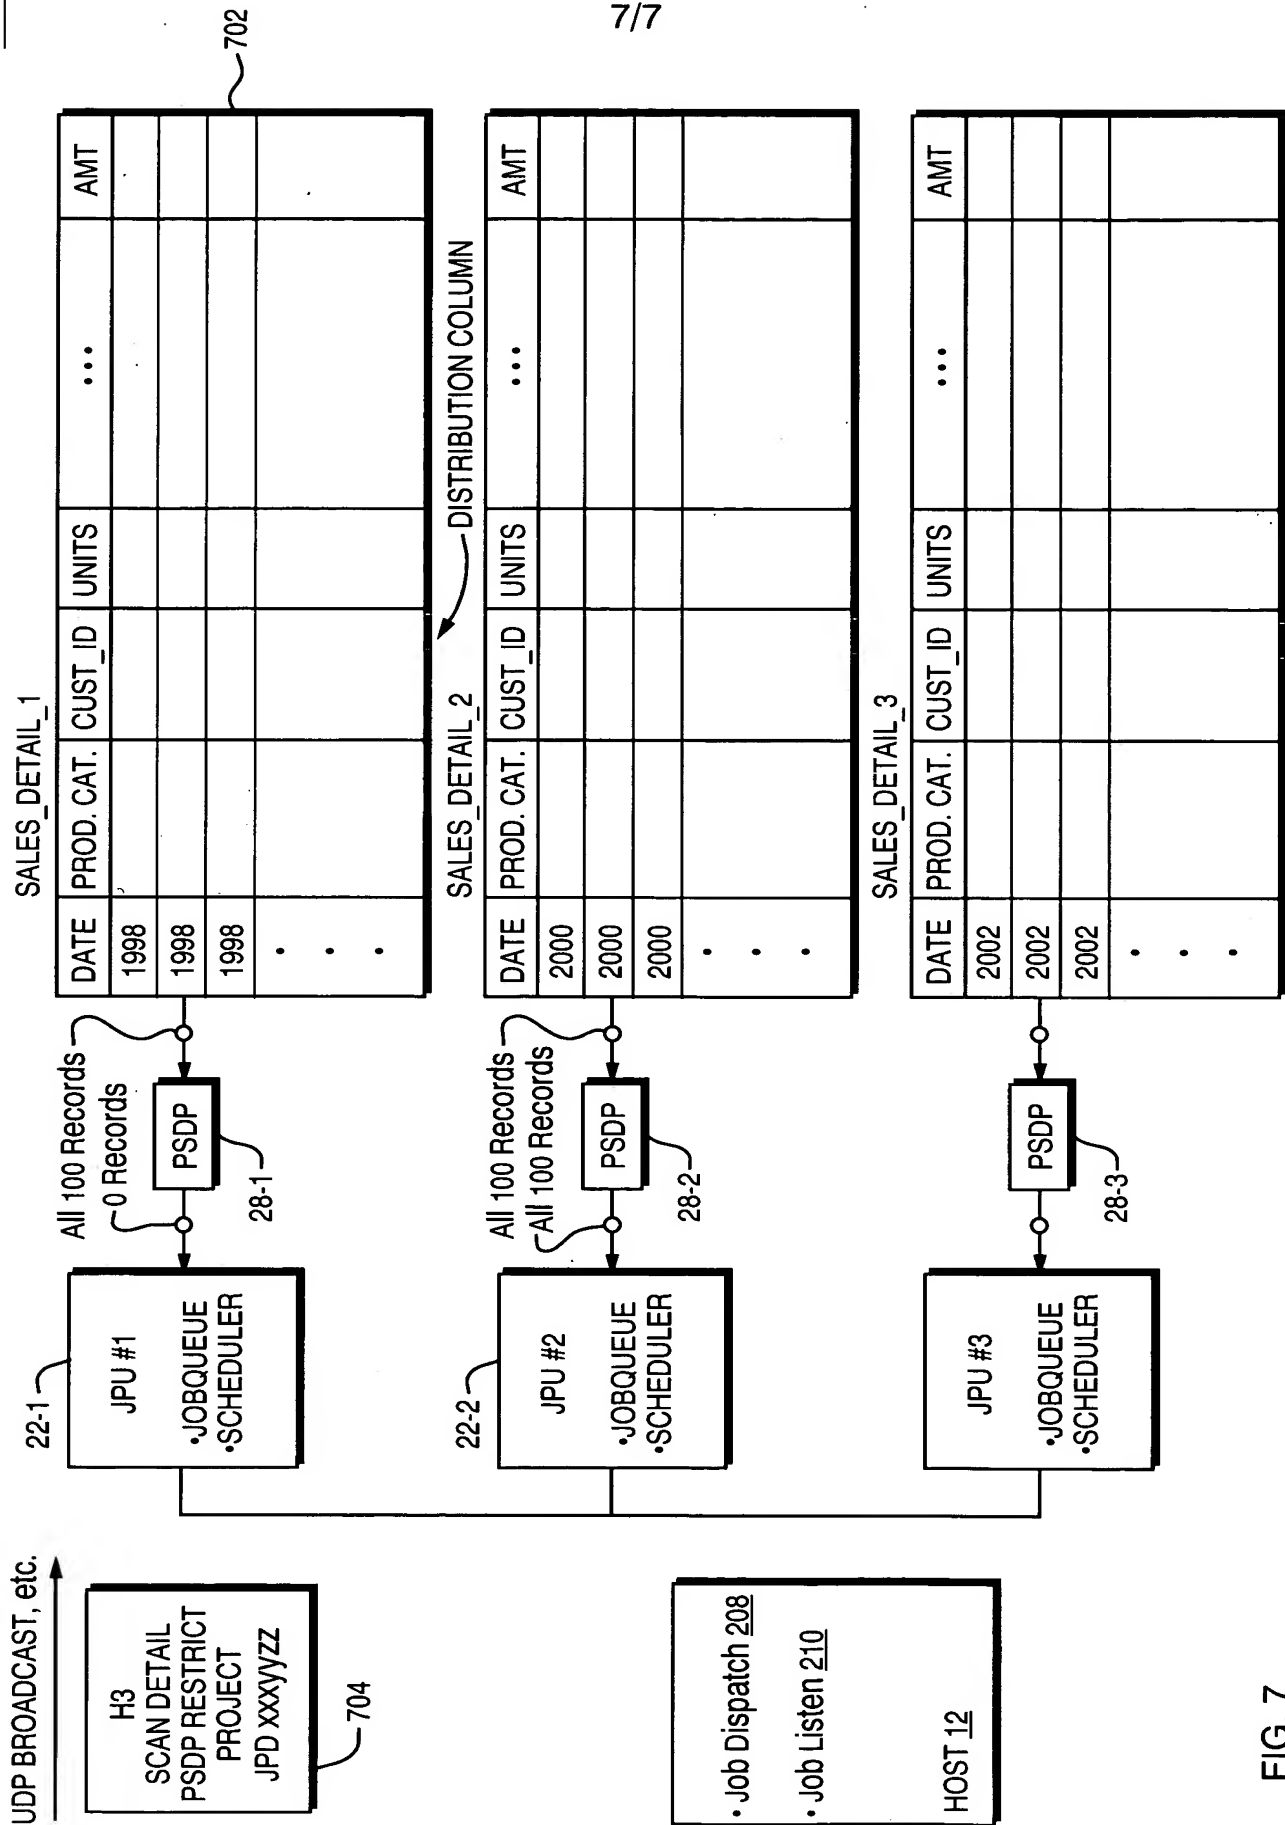 7/7
UDP BROADCAST, etc.
H3
SCAN DETAIL
PSDP RESTRICT
PROJECT
JPD xxyyzz
704
• Job Dispatch 208
• Job Listen 210
HOST 12
22-1
JPU #1
•JOBQUEUE
•SCHEDULER
All 100 Records
0 Records
PSDP
28-1
SALES_DETAIL_1
DATE PROD. CAT. CUST_ID UNITS ... AMT
1998
1998
1998
702
DISTRIBUTION COLUMN
22-2
JPU #2
•JOBQUEUE
•SCHEDULER
All 100 Records
All 100 Records
PSDP
28-2
SALES_DETAIL_2
DATE PROD. CAT. CUST_ID UNITS ... AMT
2000
2000
2000
JPU #3
•JOBQUEUE
•SCHEDULER
PSDP
28-3
SALES_DETAIL_3
DATE PROD. CAT. CUST_ID UNITS ... AMT
2002
2002
2002
FIG. 7